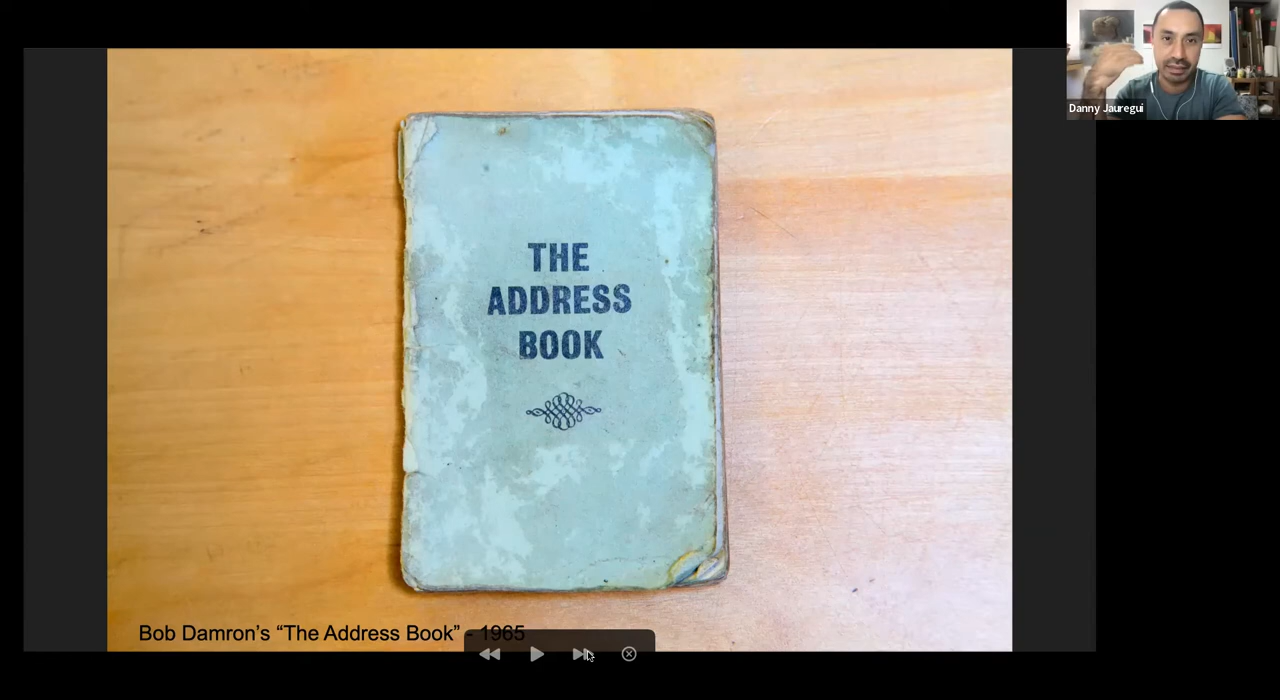 Danny Jauregui
THE
ADDRESS
BOOK
Bob Damron's “The Address Book” - 1965